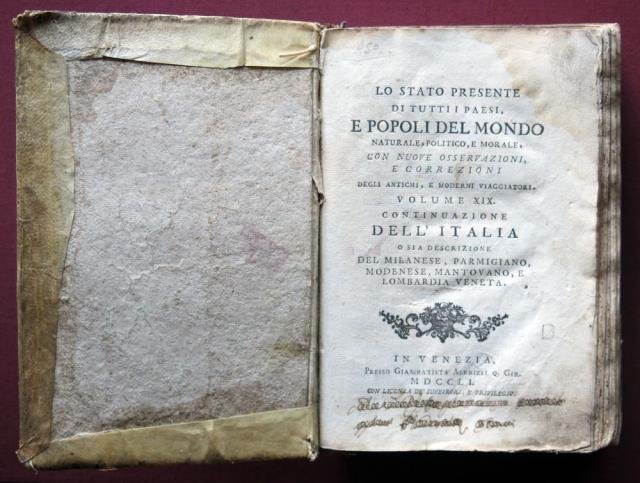 LO STATO PRESENTE
DI TUTTI I PAESI,
E POPOLI DEL MONDO
NATURALE, POLITICO, E MORALE,
CON NUOVE OSSERVAZIONI,
E CORREZIONI
DEGLI ANTICHI, E MODERNI VIAGGIATORI.
VOLUME XIX.
CONTINUAZIONE
DELL' ITALIA
O SIA DESCRIZIONE
DEL MILANESE, PARMIGIANO,
MODENESE, MANTOVANO, E
LOMBARDIA VENETA.
IN VENEZIA,
PRESSO GIAMBATISTA ALBRIZZI Q. GIR.
MDCCLI.
CON LICENZA DE' SUPERIORI, E PRIVILEGIO.